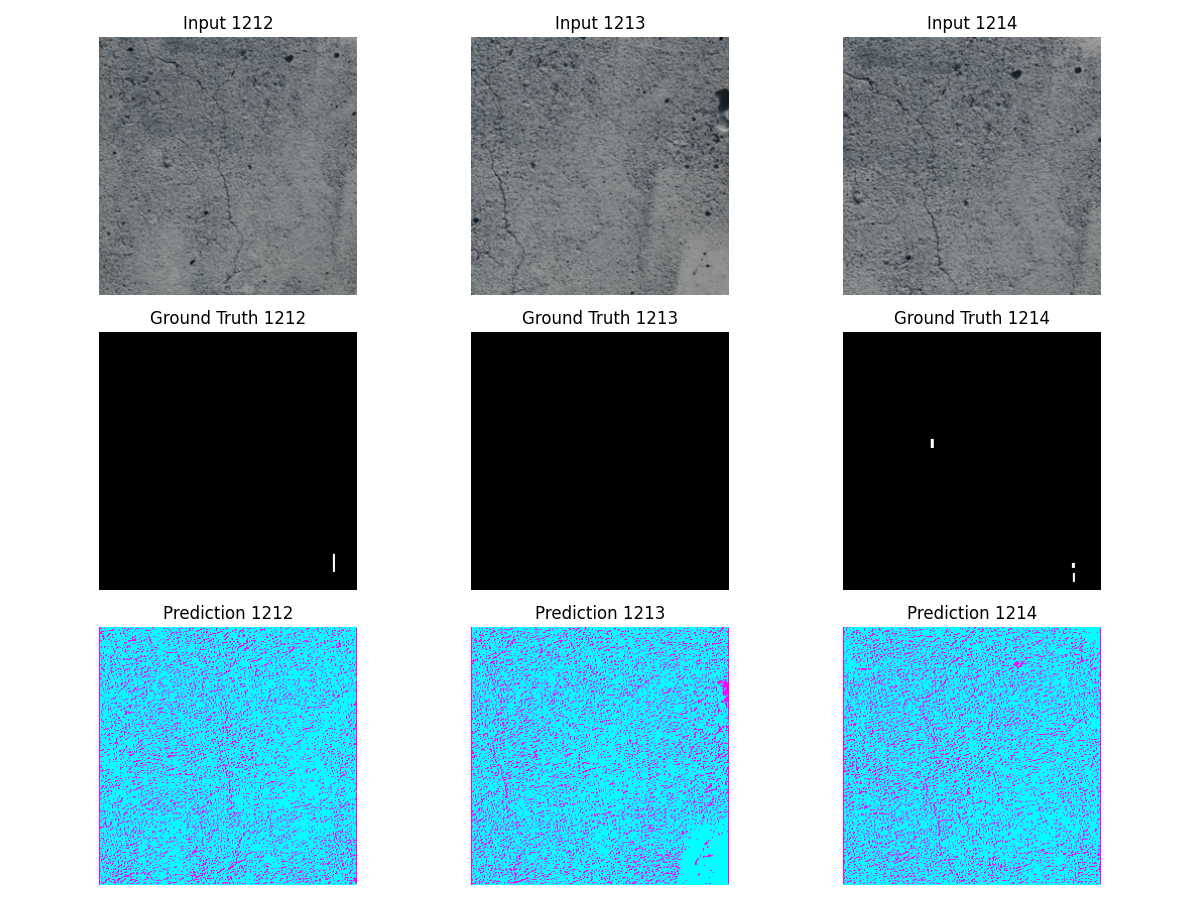 Input 1212
Input 1213
Input 1214
Ground Truth 1212
Ground Truth 1213
Ground Truth 1214
Prediction 1212
Prediction 1213
Prediction 1214